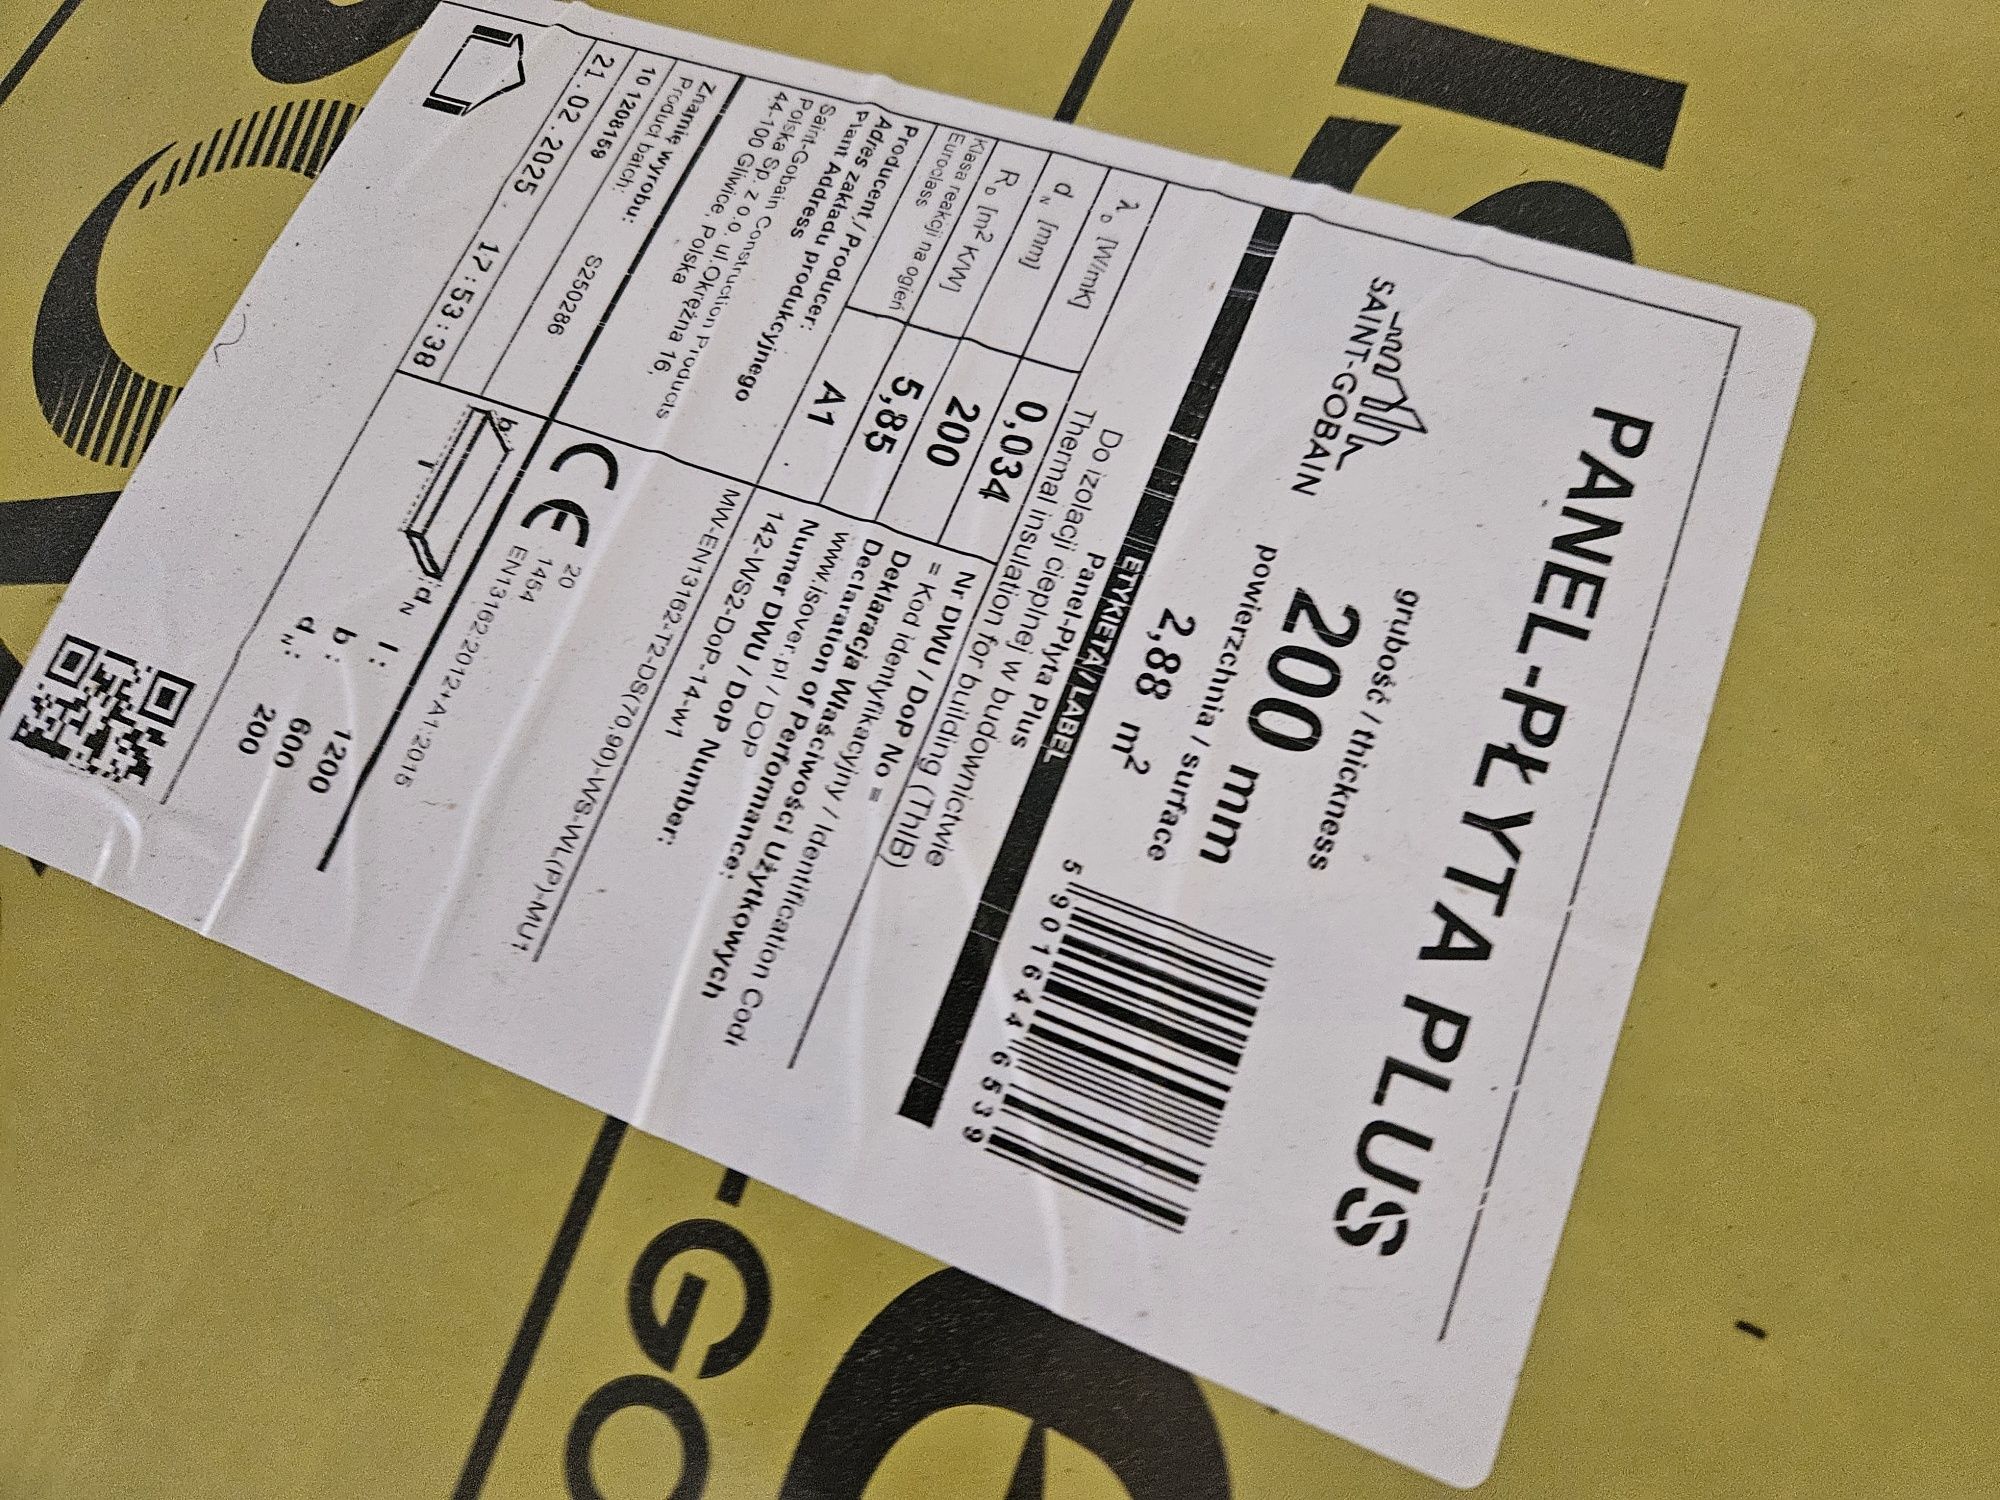 PANEL-PŁYTA PLUS
SAINT-GOBAIN
grubość / thickness
200 mm
powierzchnia / surface
2,88 m²
5 901644 6539
ETYKIETA / LABEL
Panel-Płyta Plus
Do izolacji cieplnej w budownictwie
Thermal insulation for building (ThIB)
λD [W/mK] 0,034
dN [mm] 200
RD [m2 K/W] 5,85
Klasa reakcji na ogień
Euroclass
A1
Nr DWU / DoP No =
= Kod identyfikacyjny / Identification Cod
Deklaracja Właściwości Użytkowych
Declaration of Performance:
www.isover.pl / DOP
Numer DWU / DoP Number:
142-WS2-DoP-14-w1
MW-EN13162-T2-DS(70,90)-WS-WL(P)-MU1
Producent / Producer:
Adres zakładu produkcyjnego
Plant Address
Saint-Gobain Construction Products
Polska Sp. z o.o. ul.Okrężna 16,
44-100 Gliwice, Polska
Znamię wyrobu:
Product batch:
S250286
10 1208159
21.02.2025. 17:53:38
CE
20
1454
EN13162:2012+A1:2015
b
l
dN
l: 1200
b: 600
dN: 200
GO